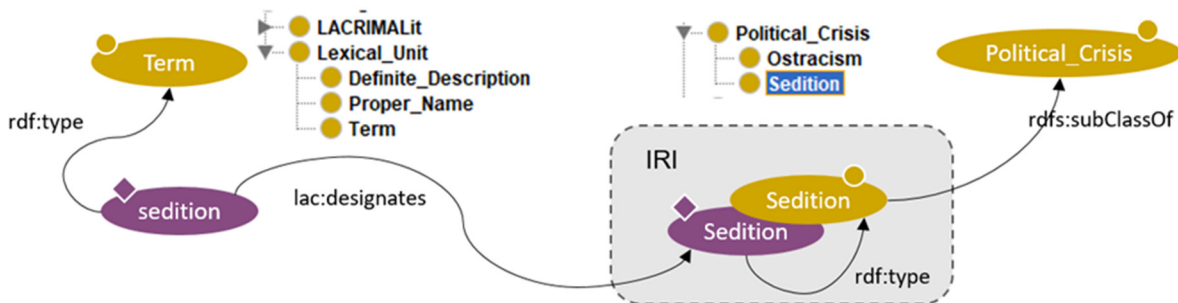 LACRIMALit
Lexical_Unit
Definite_Description
Proper_Name
Term
Political_Crisis
Ostracism
Sedition
Term
Political_Crisis
rdf:type
rdfs:subClassOf
IRI
sedition
lac:designates
Sedition
Sedition
rdf:type